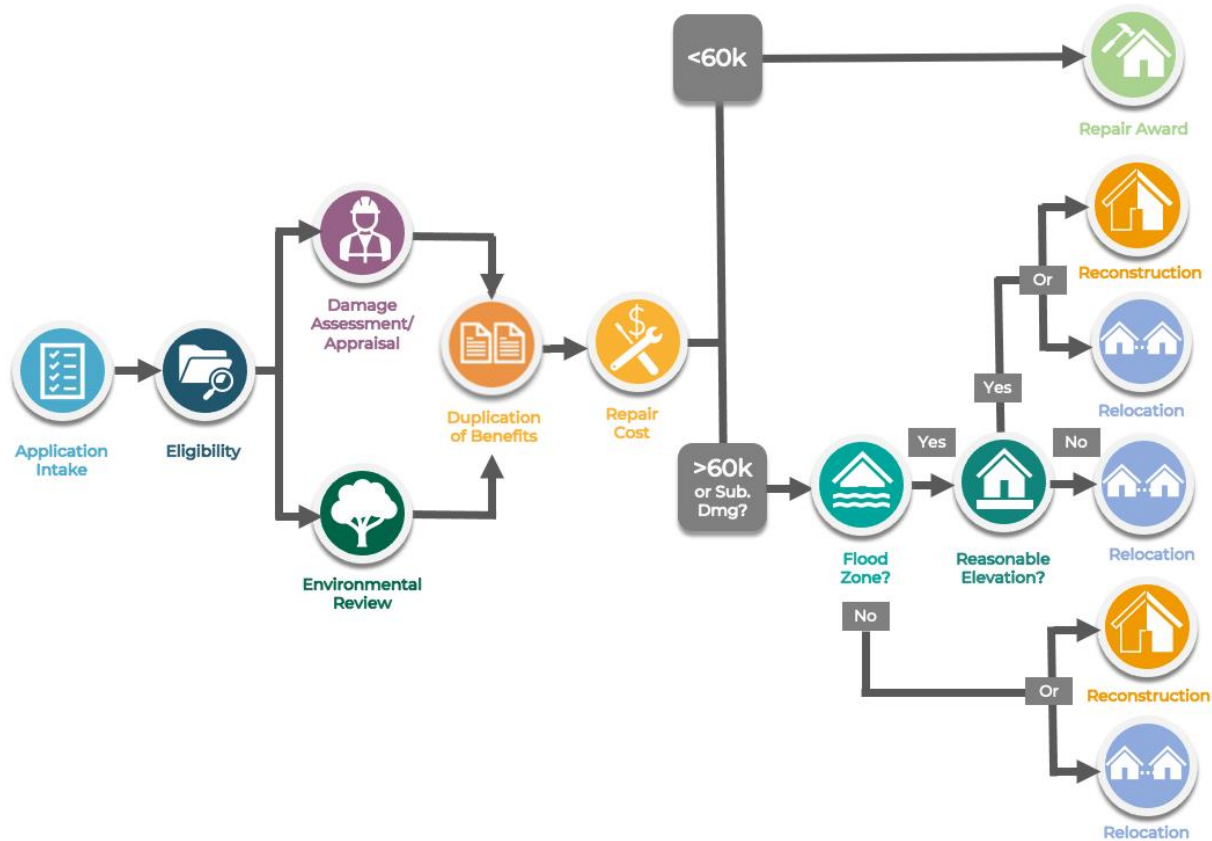 <60k
Repair Award
Reconstruction
Or
Relocation
Yes
Damage
Assessment/
Appraisal
Application
Intake
Eligibility
Duplication
of Benefits
$
Repair
Cost
>60k
or Sub.
Dmg?
Yes
No
Flood
Zone?
Reasonable
Elevation?
Relocation
Environmental
Review
No
Or
Reconstruction
Relocation